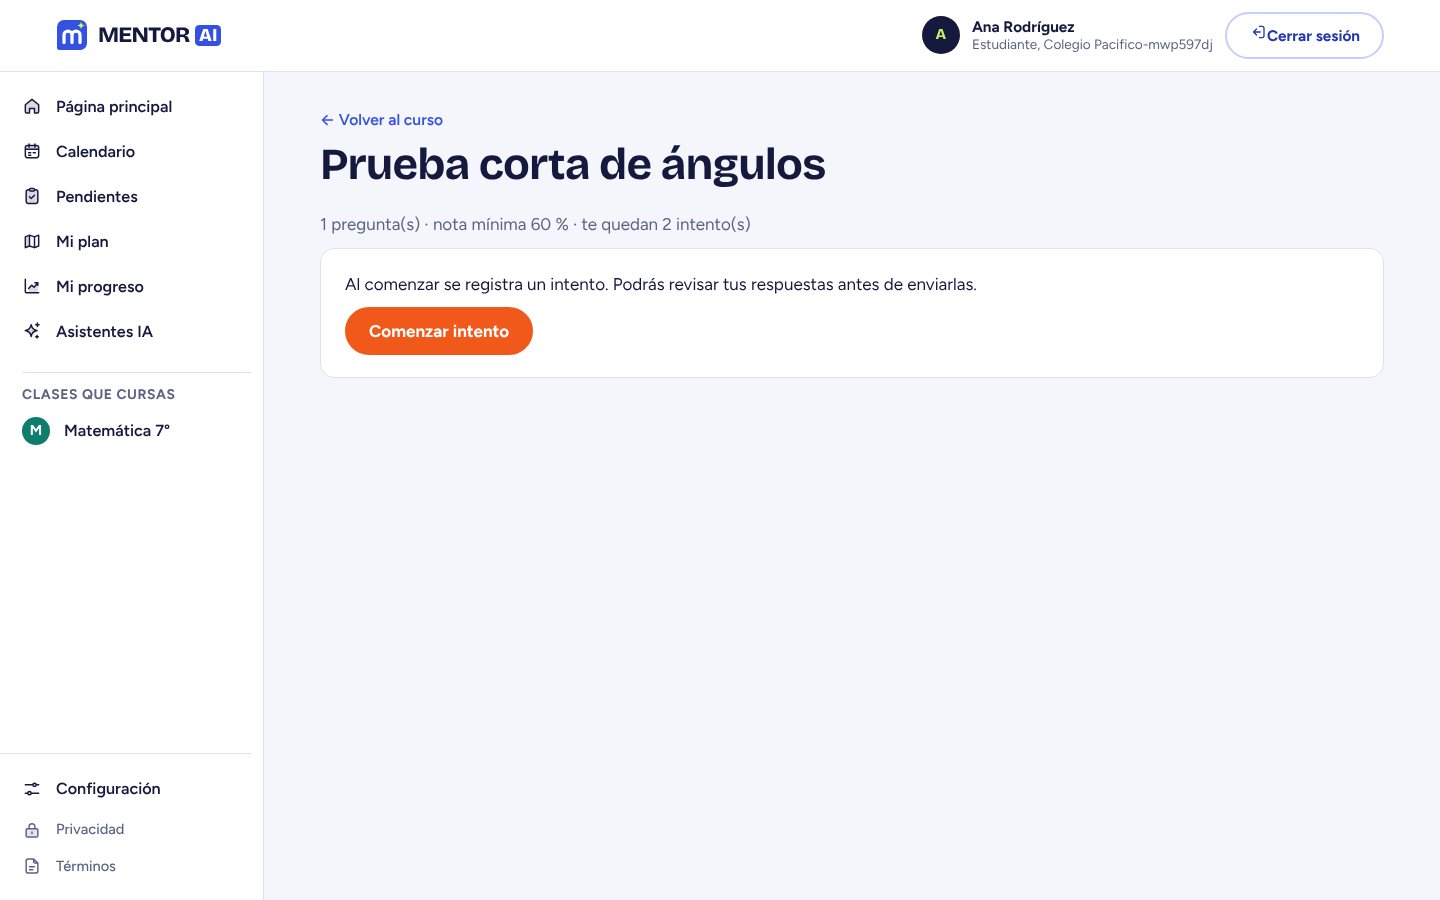 m MENTOR AI
A
Ana Rodríguez
Estudiante, Colegio Pacifico-mwp597dj
Cerrar sesión
Página principal
Calendario
Pendientes
Mi plan
Mi progreso
Asistentes IA
CLASES QUE CURSAS
M Matemática 7°
Configuración
Privacidad
Términos
← Volver al curso
Prueba corta de ángulos
1 pregunta(s) · nota mínima 60 % · te quedan 2 intento(s)
Al comenzar se registra un intento. Podrás revisar tus respuestas antes de enviarlas.
Comenzar intento